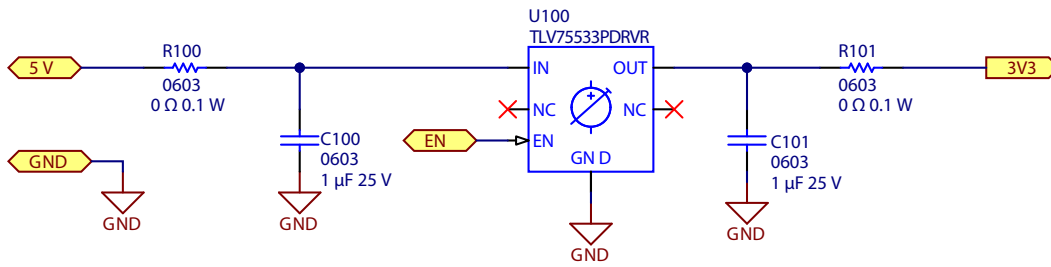 U100
TLV75533PDRVR
5 V
R100
0603
0 Ω 0.1 W
IN
OUT
NC
NC
EN
GN D
R101
0603
0 Ω 0.1 W
3V3
EN
C100
0603
1 µF 25 V
C101
0603
1 µF 25 V
GND
GND
GND
GND
GND